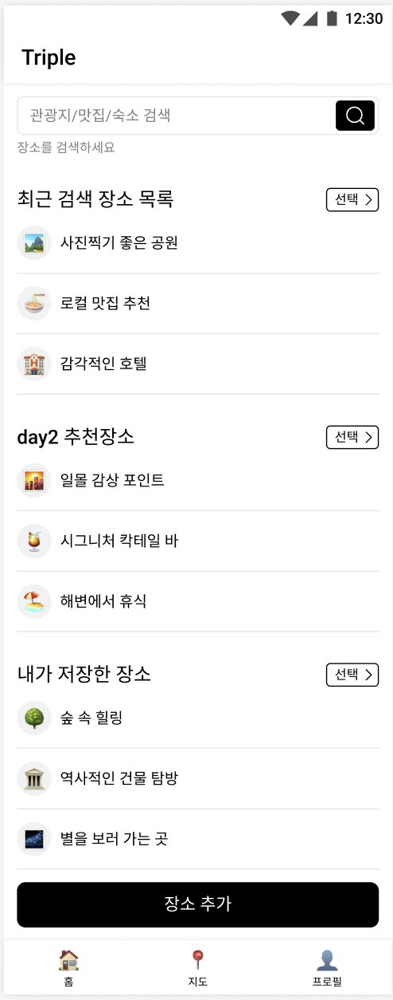 12:30
Triple
관광지/맛집/숙소 검색
장소를 검색하세요
최근 검색 장소 목록
선택
사진찍기 좋은 공원
로컬 맛집 추천
감각적인 호텔
day2 추천장소
선택
일몰 감상 포인트
시그니처 칵테일 바
해변에서 휴식
내가 저장한 장소
선택
숲 속 힐링
역사적인 건물 탐방
별을 보러 가는 곳
장소 추가
홈
지도
프로필